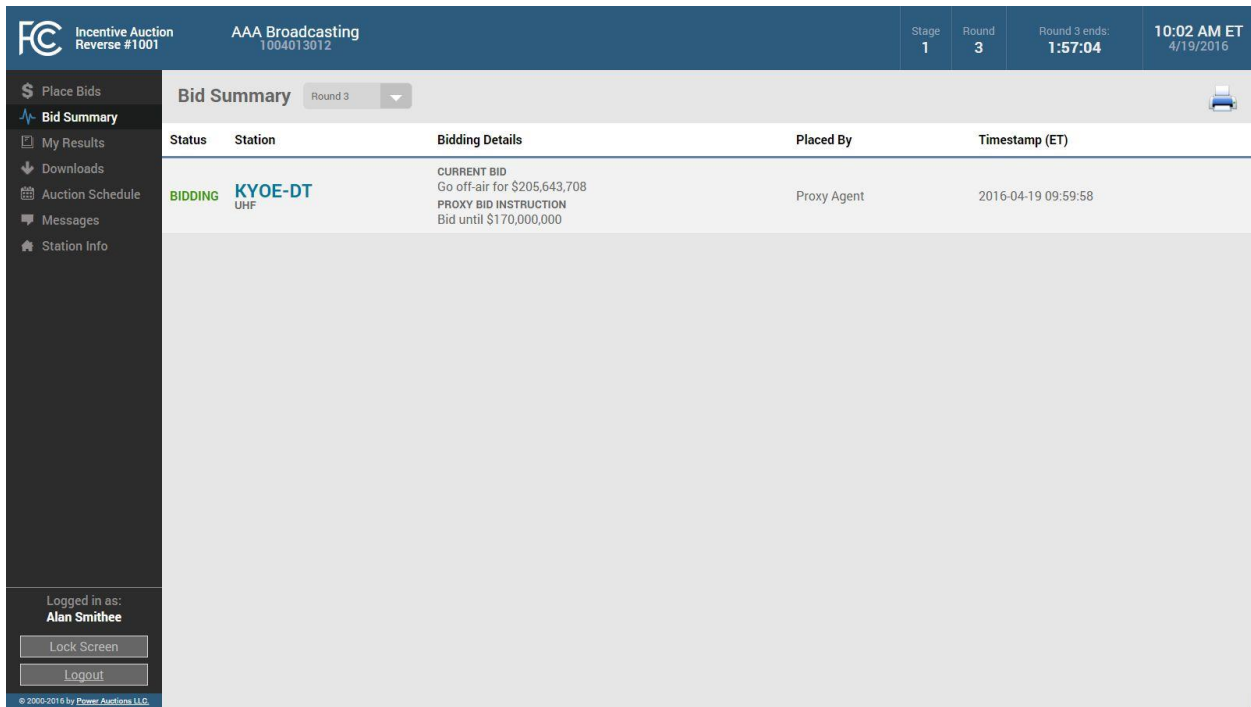 FCC
Incentive Auction
Reverse #1001
AAA Broadcasting
1004013012
Stage
1
Round
3
Round 3 ends:
1:57:04
10:02 AM ET
4/19/2016
Place Bids
Bid Summary
My Results
Downloads
Auction Schedule
Messages
Station Info
Bid Summary
Round 3
Status Station Bidding Details Placed By Timestamp (ET)
BIDDING
KYOE-DT
UHF
CURRENT BID
Go off-air for $205,643,708
PROXY BID INSTRUCTION
Bid until $170,000,000
Proxy Agent
2016-04-19 09:59:58
Logged in as:
Alan Smithee
Lock Screen
Logout
© 2000-2016 by Power Auctions LLC.